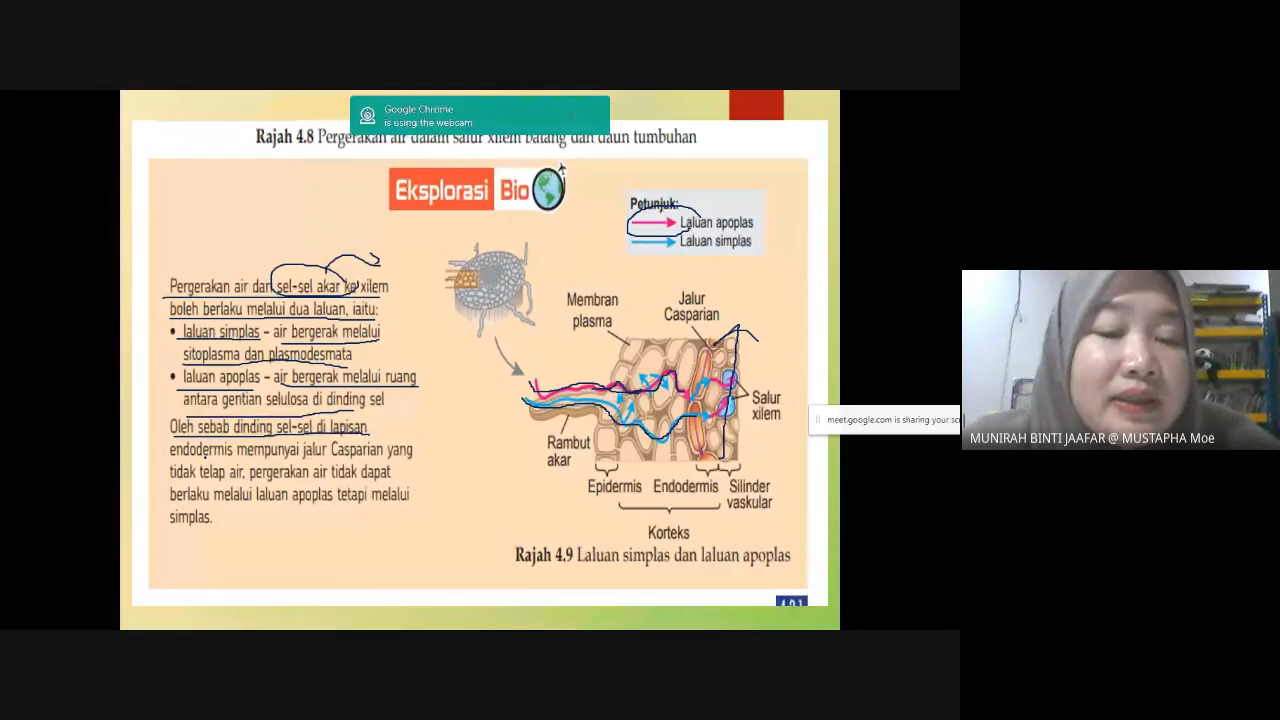 Google Chrome
is using the webcam
Rajah 4.8 Pergerakan air dalam salur xilem batang dan daun tumbuhan
Eksplorasi Bio
Petunjuk:
Laluan apoplas
Laluan simplas
Pergerakan air dari sel-sel akar ke xilem
boleh berlaku melalui dua laluan, iaitu:
• laluan simplas – air bergerak melalui
sitoplasma dan plasmodesmata
• laluan apoplas – air bergerak melalui ruang
antara gentian selulosa di dinding sel
Oleh sebab dinding sel-sel di lapisan
endodermis mempunyai jalur Casparian yang
tidak telap air, pergerakan air tidak dapat
berlaku melalui laluan apoplas tetapi melalui
simplas.
Membran
plasma
Jalur
Casparian
Salur
xilem
Rambut
akar
Epidermis
Endodermis
Silinder
vaskular
Korteks
Rajah 4.9 Laluan simplas dan laluan apoplas
meet.google.com is sharing your
MUNIRAH BINTI JAAFAR @ MUSTAPHA Moe